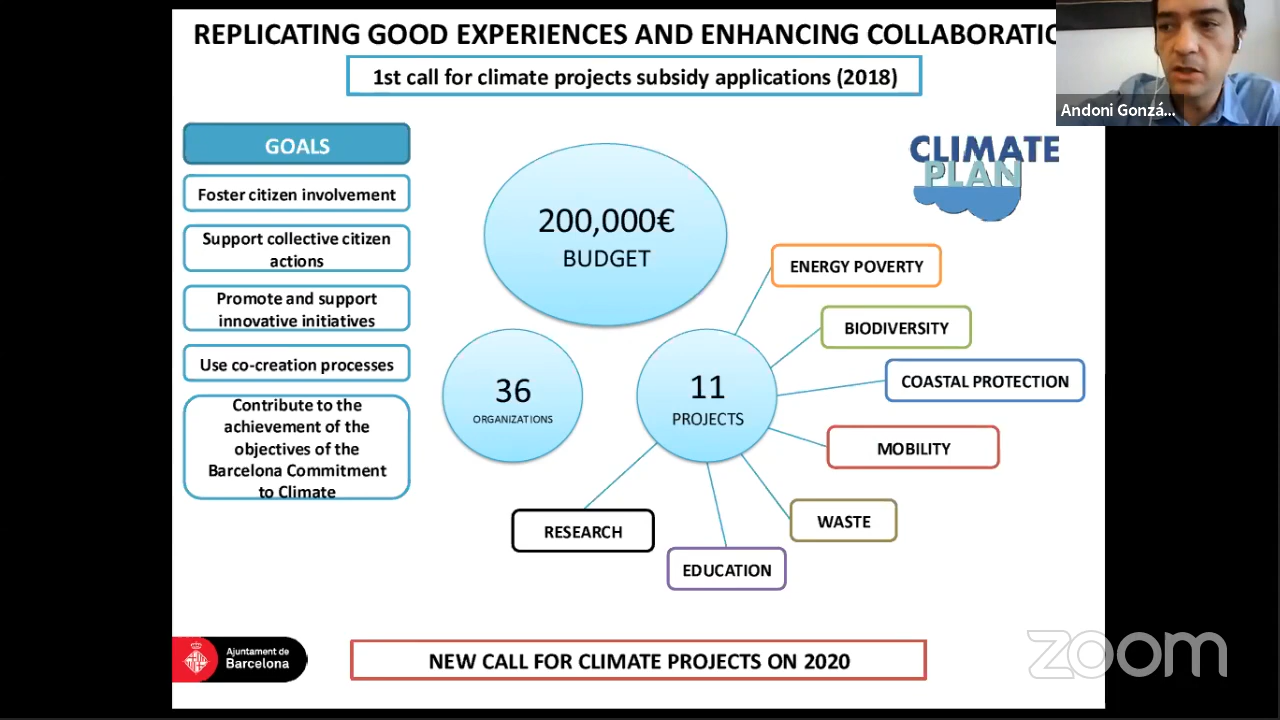 REPLICATING GOOD EXPERIENCES AND ENHANCING COLLABORATIO
1st call for climate projects subsidy applications (2018)
Andoni Gonzá...
GOALS
Foster citizen involvement
Support collective citizen
actions
Promote and support
innovative initiatives
Use co-creation processes
Contribute to the
achievement of the
objectives of the
Barcelona Commitment
to Climate
200,000€
BUDGET
36
ORGANIZATIONS
11
PROJECTS
CLIMATE
PLAN
ENERGY POVERTY
BIODIVERSITY
COASTAL PROTECTION
MOBILITY
WASTE
EDUCATION
RESEARCH
Ajuntament de
Barcelona
NEW CALL FOR CLIMATE PROJECTS ON 2020
zoom